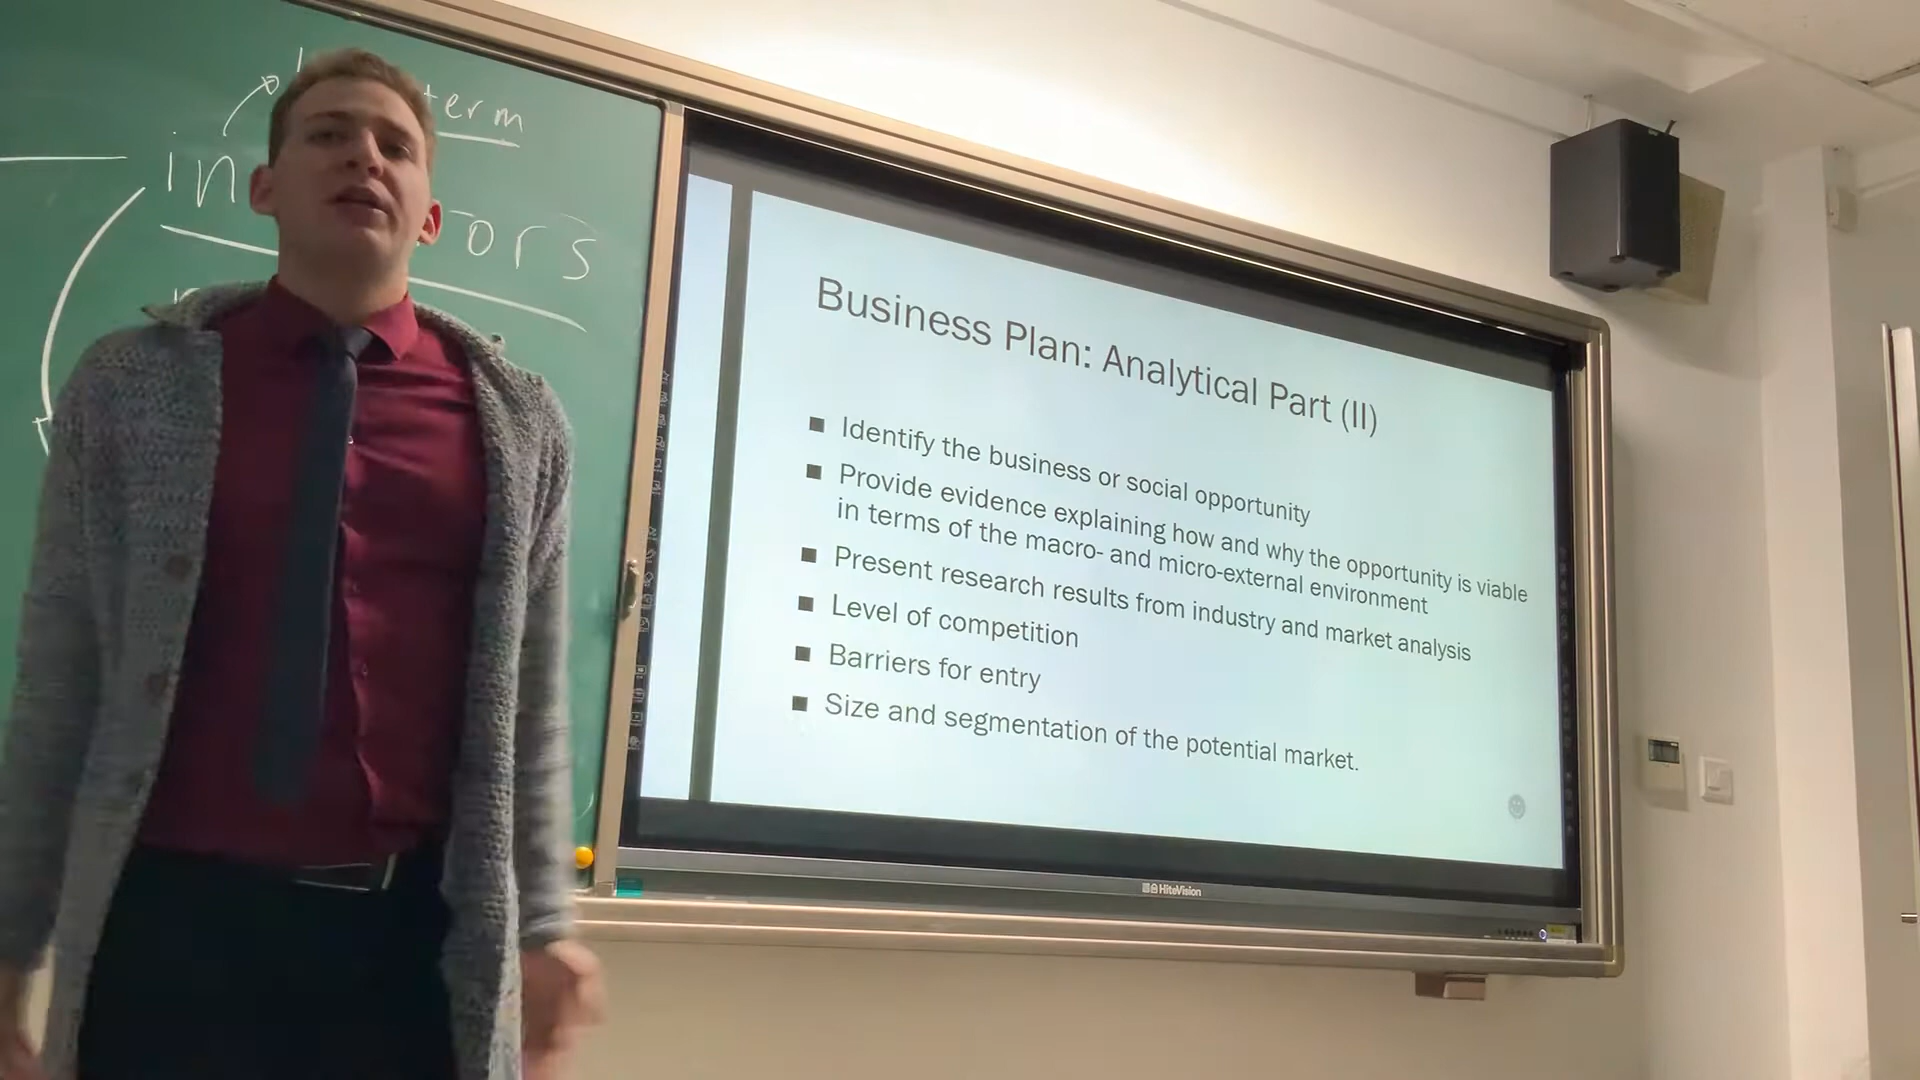 term
Business Plan: Analytical Part (II)
■ Identify the business or social opportunity
■ Provide evidence explaining how and why the opportunity is viable
in terms of the macro- and micro-external environment
■ Present research results from industry and market analysis
■ Level of competition
■ Barriers for entry
■ Size and segmentation of the potential market.
HiteVision